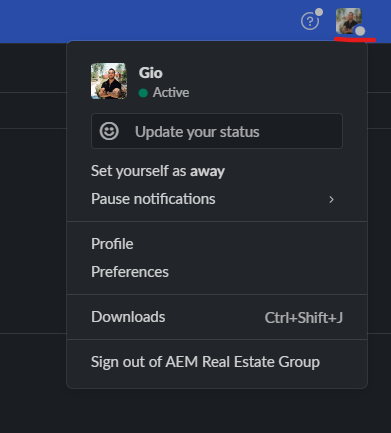 ?
Gio
Active
Update your status
Set yourself as away
Pause notifications
Profile
Preferences
Downloads Ctrl+Shift+J
Sign out of AEM Real Estate Group